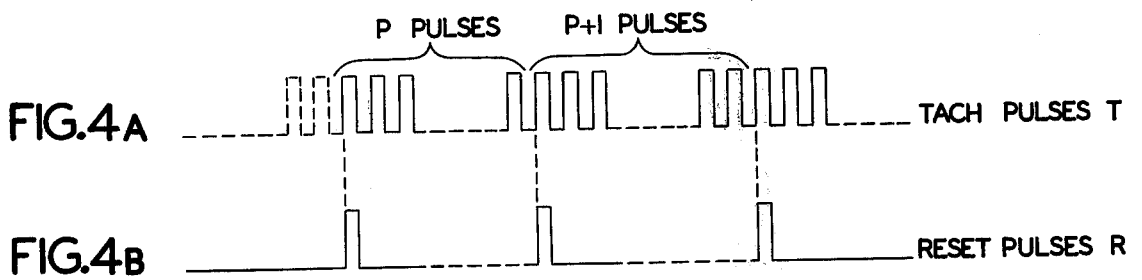 P PULSES
P+1 PULSES
FIG.4A
TACH PULSES T
FIG.4B
RESET PULSES R